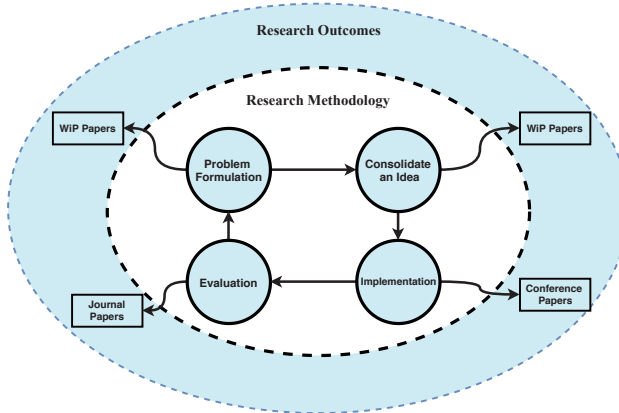 Research Outcomes
Research Methodology
WiP Papers
WiP Papers
Problem
Formulation
Consolidate
an Idea
Evaluation
Implementation
Journal
Papers
Conference
Papers